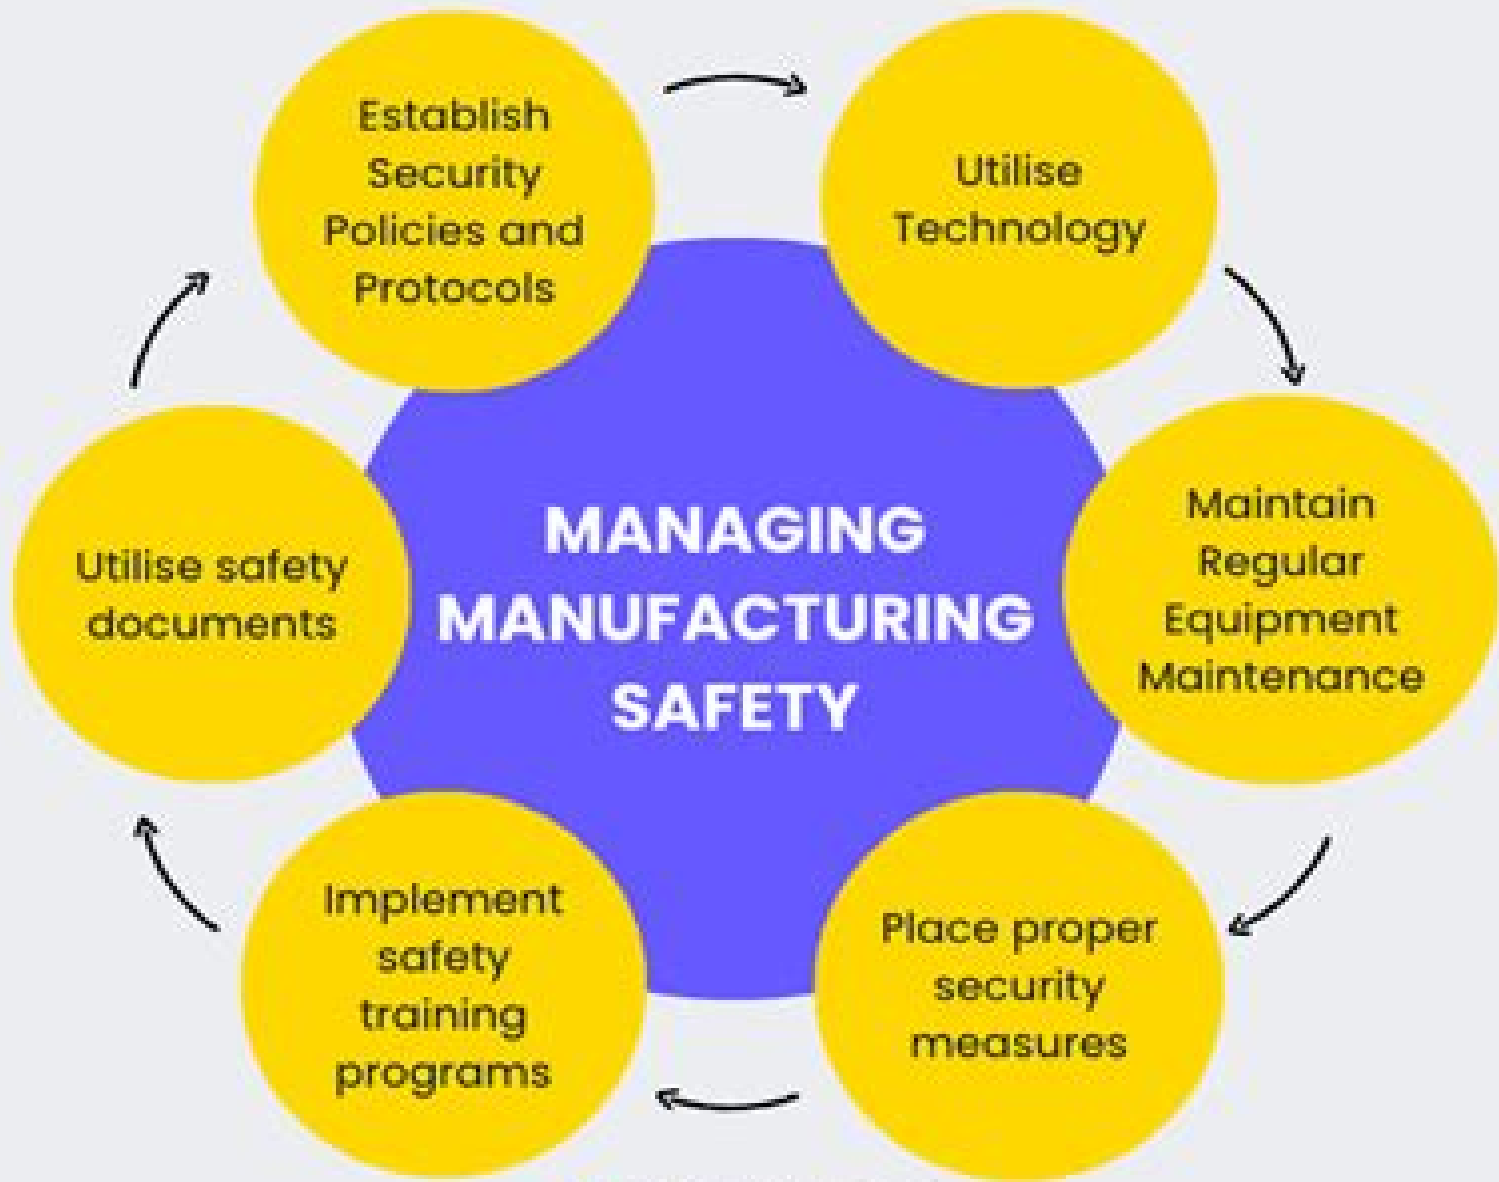 Establish
Security
Policies and
Protocols
Utilise
Technology
Maintain
Regular
Equipment
Maintenance
Place proper
security
measures
Implement
safety
training
programs
Utilise safety
documents
MANAGING
MANUFACTURING
SAFETY